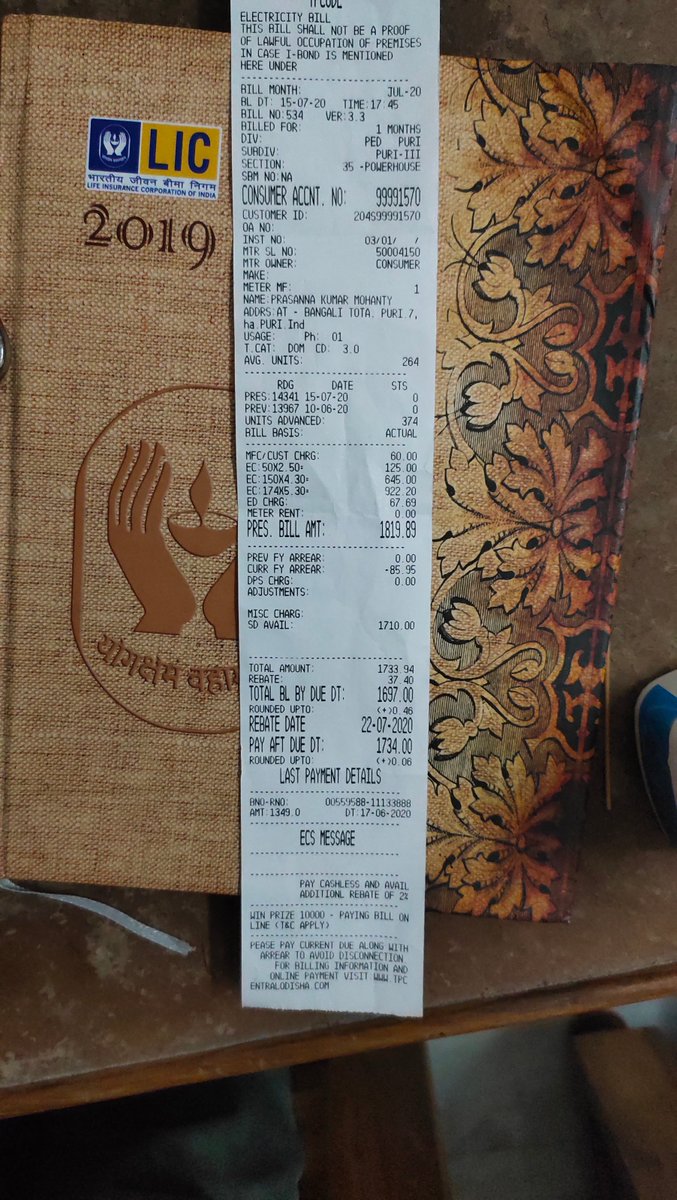 TPCODL
ELECTRICITY BILL
THIS BILL SHALL NOT BE A PROOF
OF LAWFUL OCCUPATION OF PREMISES
IN CASE I-BOND IS MENTIONED
HERE UNDER
BILL MONTH: JUL-20
BL DT: 15-07-20 TIME:17 45
BILL NO:534 VER:3.3
BILLED FOR: 1 MONTHS
DIV: PED PURI
SUBDIV: PURI-III
SECTION: 35 -POWERHOUSE
SBM NO:NA
CONSUMER ACCNT. NO: 99991570
CUSTOMER ID: 204S99991570
OA NO:
INST NO: 03/01/ /
MTR SL NO: 50004150
MTR OWNER: CONSUMER
MAKE:
METER MF: 1
NAME:PRASANNA KUMAR MOHANTY
ADDRS:AT - BANGALI TOTA. PURI.7,
ha.PURI.Ind
USAGE: Ph: 01
T.CAT: DOM CD: 3.0
AVG. UNITS: 264
RDG DATE STS
PRES:14341 15-07-20 0
PREV:13967 10-06-20 0
UNITS ADVANCED: 374
BILL BASIS: ACTUAL
MFC/CUST CHRG: 60.00
EC:50X2.50= 125.00
EC:150X4.30= 645.00
EC:174X5.30= 922.20
ED CHRG: 67.69
METER RENT: 0.00
PRES. BILL AMT: 1819.89
PREV FY ARREAR: 0.00
CURR FY ARREAR: -85.95
DPS CHRG: 0.00
ADJUSTMENTS:
MISC CHARG:
SD AVAIL: 1710.00
TOTAL AMOUNT: 1733.94
REBATE: 37.40
TOTAL BL BY DUE DT: 1697.00
ROUNDED UPTO: (+)0.46
REBATE DATE 22-07-2020
PAY AFT DUE DT: 1734.00
ROUNDED UPTO: (+)0.06
LAST PAYMENT DETAILS
BNO-RNO: 00559588-11133888
AMT:1349.0 DT:17-06-2020
ECS MESSAGE
PAY CASHLESS AND AVAIL
ADDITIONL REBATE OF 2%
WIN PRIZE 10000 - PAYING BILL ON
LINE (T&C APPLY)
PEASE PAY CURRENT DUE ALONG WITH
ARREAR TO AVOID DISCONNECTION
FOR BILLING INFORMATION AND
ONLINE PAYMENT VISIT WWW TPC
ENTRALODISHA.COM
LIC
भारतीय जीवन बीमा निगम
LIFE INSURANCE CORPORATION OF INDIA
2019
योगक्षेमं